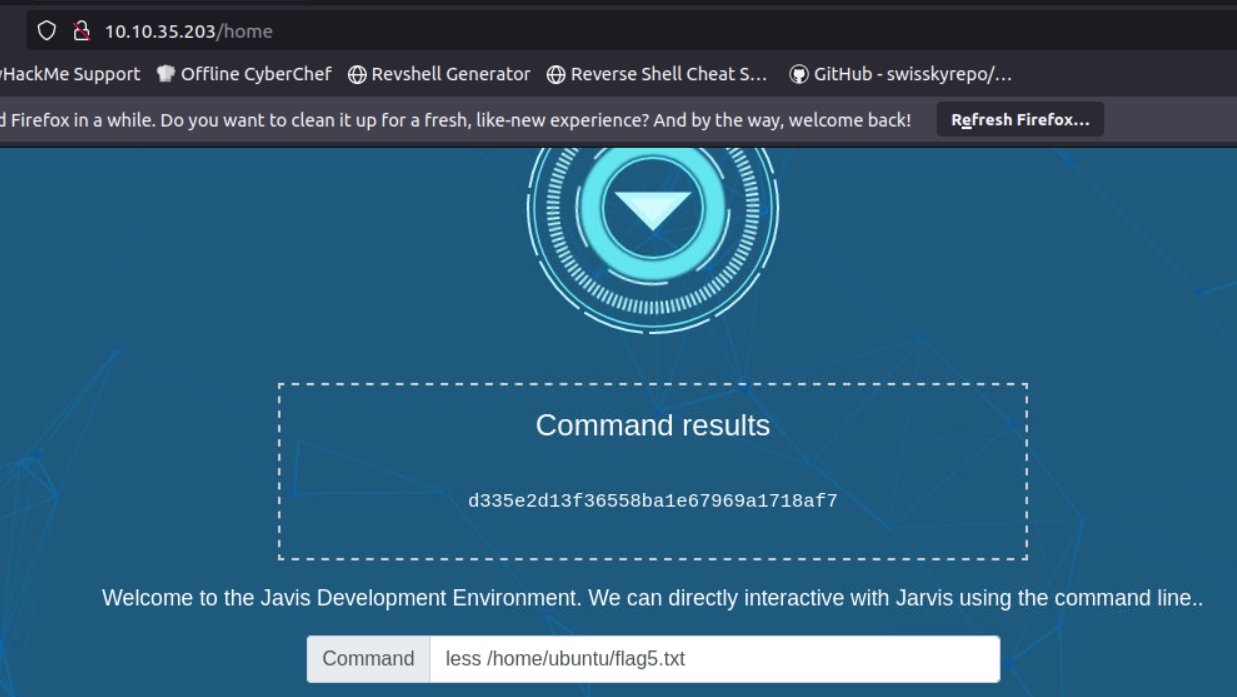 10.10.35.203/home
HackMe Support Offline CyberChef Revshell Generator Reverse Shell Cheat S… GitHub - swisskyrepo/…
Firefox in a while. Do you want to clean it up for a fresh, like-new experience? And by the way, welcome back! Refresh Firefox…
Command results
d335e2d13f36558ba1e67969a1718af7
Welcome to the Javis Development Environment. We can directly interactive with Jarvis using the command line..
Command less /home/ubuntu/flag5.txt